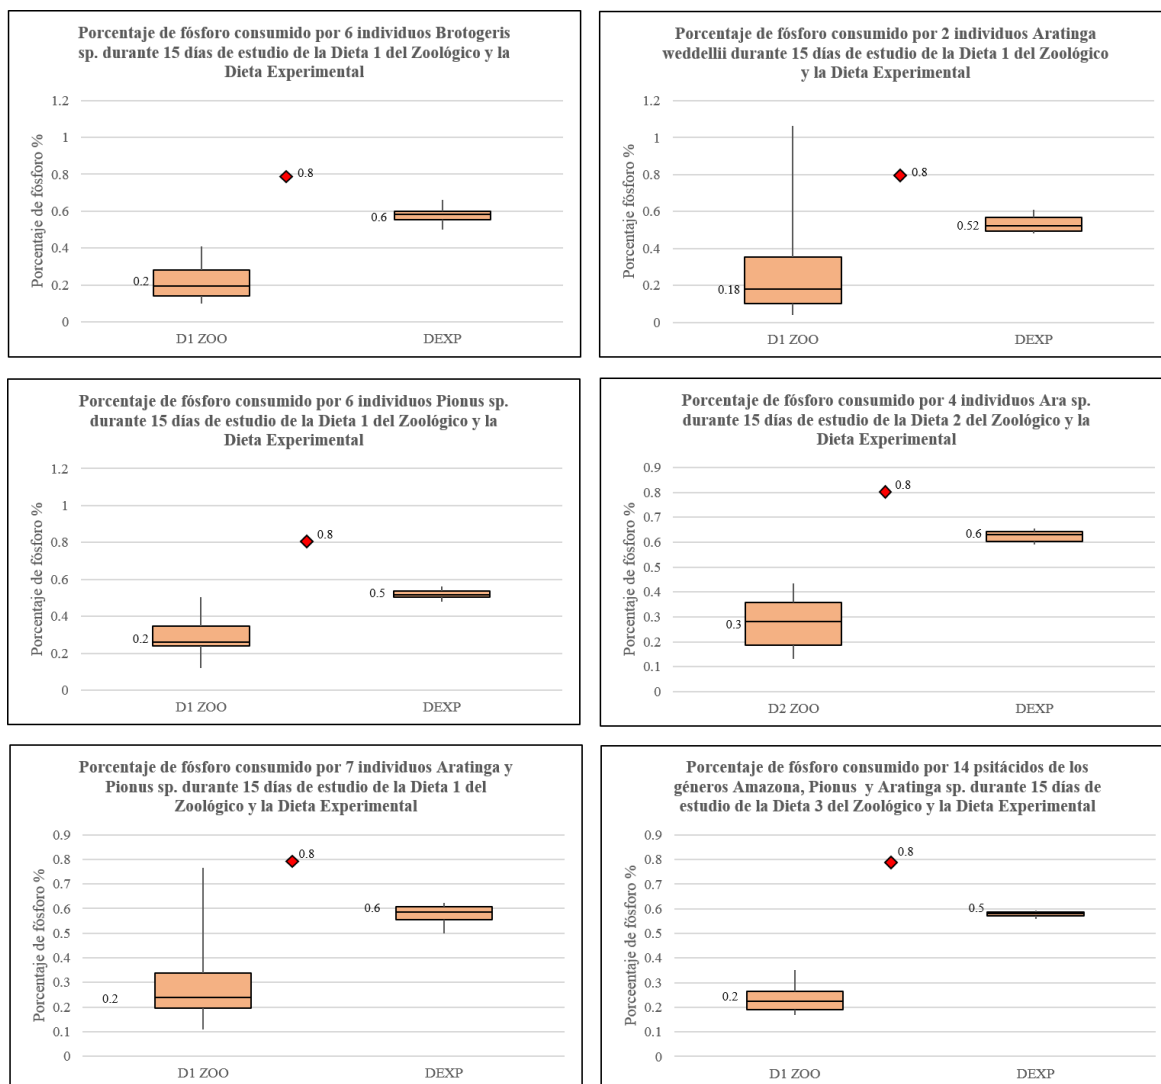 Porcentaje de fósforo consumido por 6 individuos Brotogeris
sp. durante 15 días de estudio de la Dieta 1 del Zoológico y la
Dieta Experimental
Porcentaje de fósforo %
1.2
1
0.8
0.6
0.4
0.2
0
0.8
0.6
0.2
D1 ZOO
DEXP
Porcentaje de fósforo consumido por 2 individuos Aratinga
weddellii durante 15 días de estudio de la Dieta 1 del Zoológico
y la Dieta Experimental
Porcentaje fósforo %
1.2
1
0.8
0.6
0.4
0.2
0
0.8
0.52
0.18
D1 ZOO
DEXP
Porcentaje de fósforo consumido por 6 individuos Pionus sp.
durante 15 días de estudio de la Dieta 1 del Zoológico y la
Dieta Experimental
Porcentaje de fósforo %
1.2
1
0.8
0.6
0.4
0.2
0
0.8
0.5
0.2
D1 ZOO
DEXP
Porcentaje de fósforo consumido por 4 individuos Ara sp.
durante 15 días de estudio de la Dieta 2 del Zoológico y la
Dieta Experimental
Porcentaje de fósforo %
0.9
0.8
0.7
0.6
0.5
0.4
0.3
0.2
0.1
0
0.8
0.6
0.3
D2 ZOO
DEXP
Porcentaje de fósforo consumido por 7 individuos Aratinga y
Pionus sp. durante 15 días de estudio de la Dieta 1 del
Zoológico y la Dieta Experimental
Porcentaje de fósforo %
0.9
0.8
0.7
0.6
0.5
0.4
0.3
0.2
0.1
0
0.8
0.6
0.2
D1 ZOO
DEXP
Porcentaje de fósforo consumido por 14 psitácidos de los
géneros Amazona, Pionus y Aratinga sp. durante 15 días de
estudio de la Dieta 3 del Zoológico y la Dieta Experimental
Porceentaje de fósforo %
0.9
0.8
0.7
0.6
0.5
0.4
0.3
0.2
0.1
0
0.8
0.5
0.2
D1 ZOO
DEXP